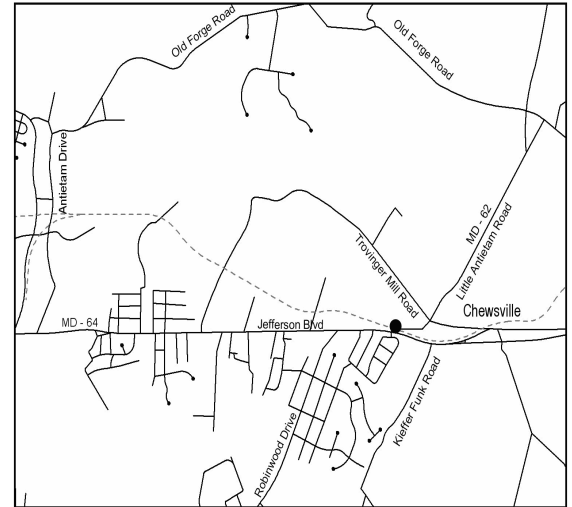 Old Forge Road
Old Forge Road
Antietam Drive
MD - 62
Little Antietam Road
Trovinger Mill Road
Chewsville
MD - 64
Jefferson Blvd
Kieffer Funk Road
Robinwood Drive